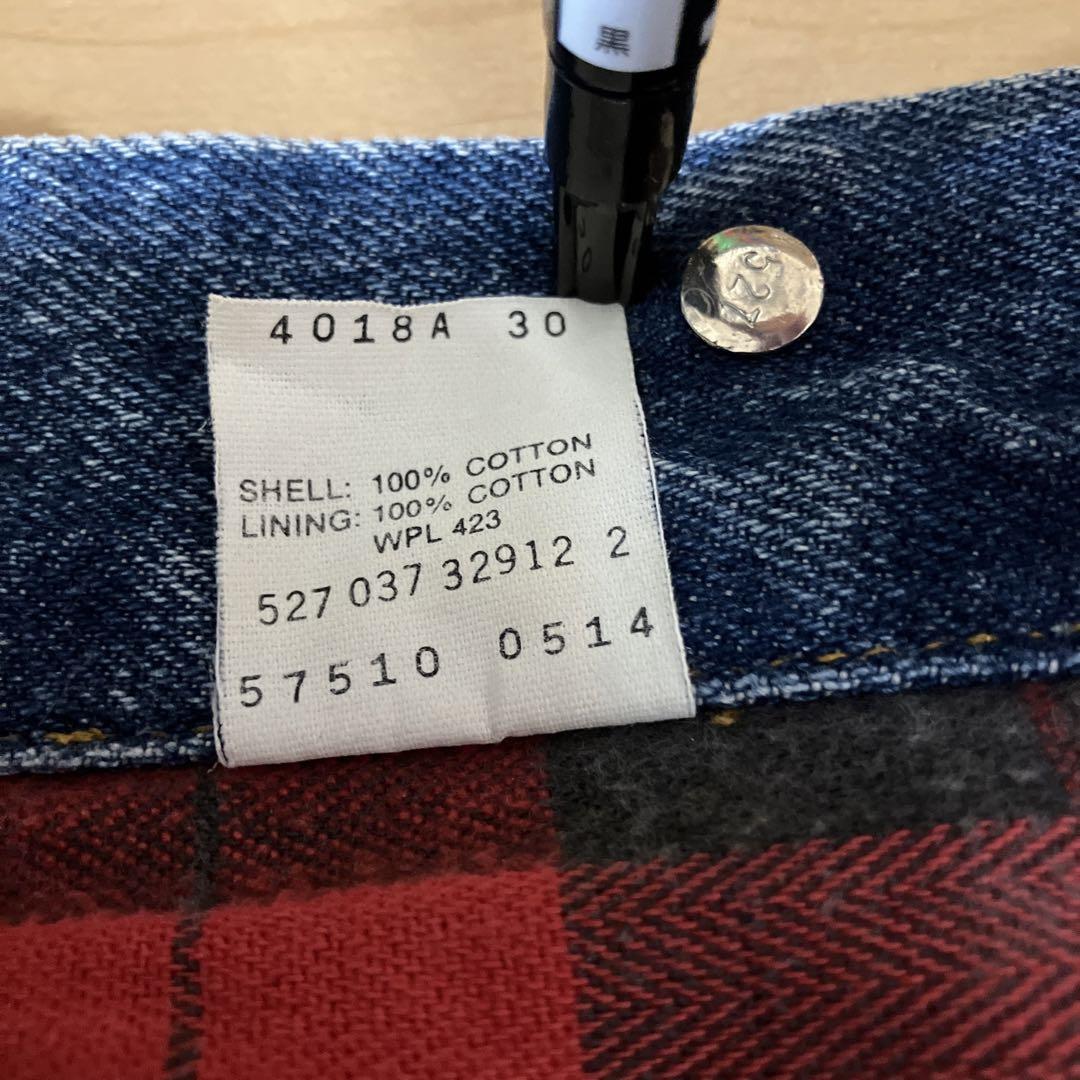 黒
527
4018A 30
SHELL: 100% COTTON
LINING: 100% COTTON
WPL 423
527 037 32912 2
57510 0514